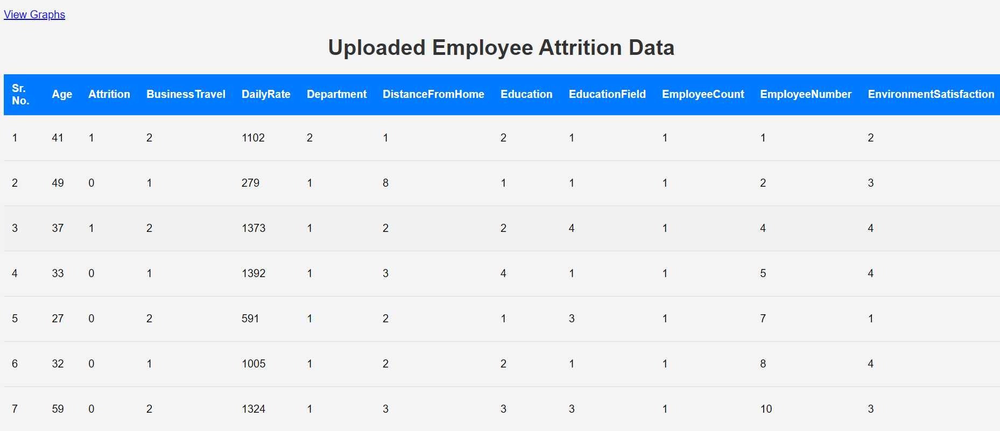 View Graphs
Uploaded Employee Attrition Data
Sr. No. Age Attrition BusinessTravel DailyRate Department DistanceFromHome Education EducationField EmployeeCount EmployeeNumber EnvironmentSatisfaction
1 41 1 2 1102 2 1 2 1 1 1 2
2 49 0 1 279 1 8 1 1 1 2 3
3 37 1 2 1373 1 2 2 4 1 4 4
4 33 0 1 1392 1 3 4 1 1 5 4
5 27 0 2 591 1 2 1 3 1 7 1
6 32 0 1 1005 1 2 2 1 1 8 4
7 59 0 2 1324 1 3 3 3 1 10 3